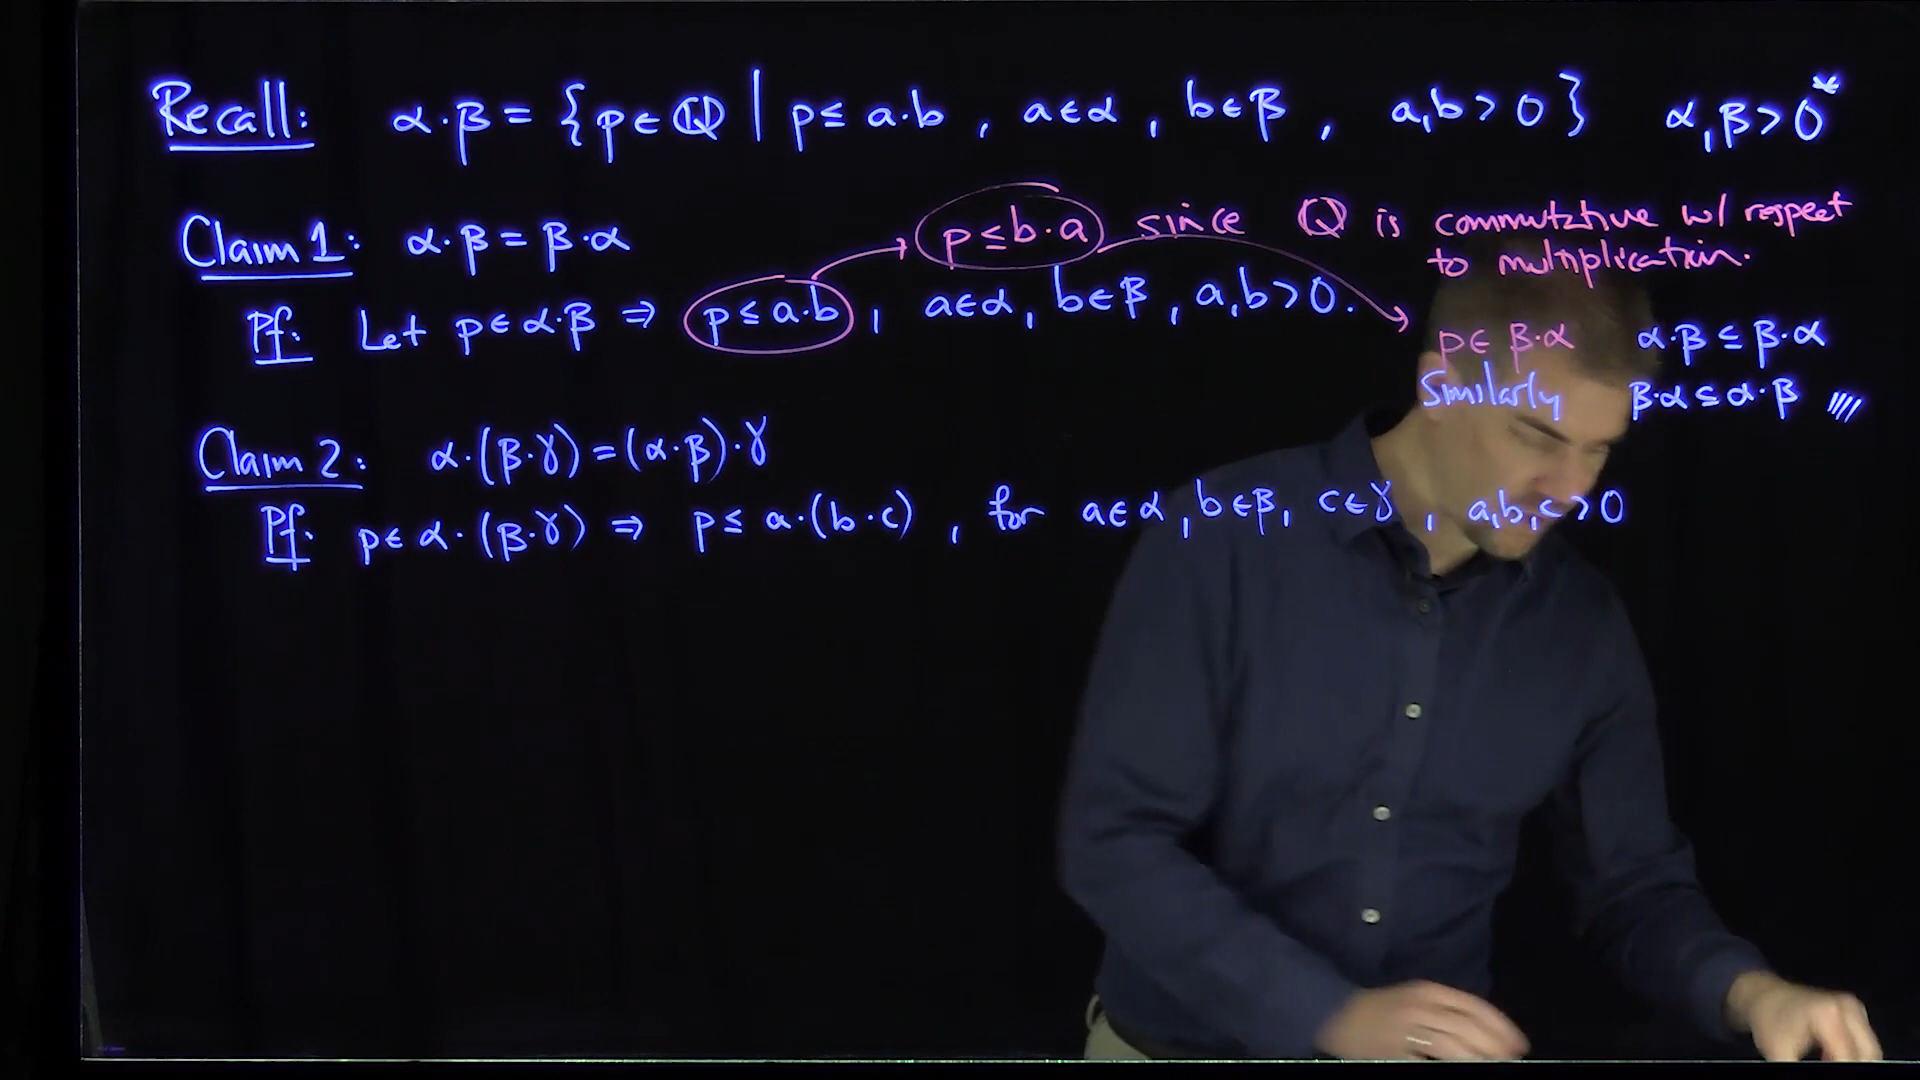 Recall: α·β = {p∈ℚ | p ≤ a·b , a∈α , b∈β , a,b > 0} α,β > 0*
Claim 1: α·β = β·α
p ≤ b·a since ℚ is commutative w/ respect
to multiplication.
Pf: Let p∈α·β ⇒ p ≤ a·b , a∈α, b∈β, a,b > 0.
p∈ β·α α·β ≤ β·α
Similarly β·α ≤ α·β ////
Claim 2: α·(β·γ) = (α·β)·γ
Pf: p∈ α·(β·γ) ⇒ p ≤ a·(b·c) , for a∈α, b∈β, c∈γ , a,b,c > 0